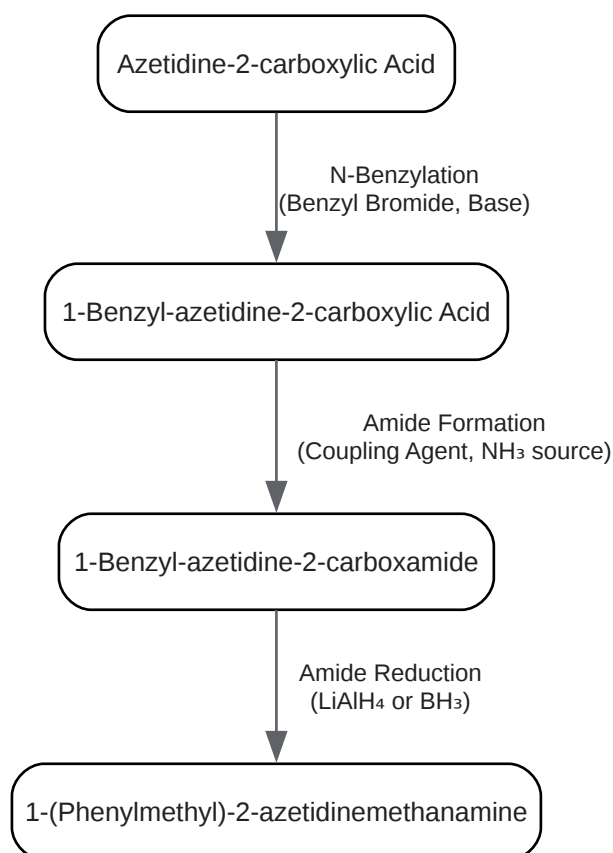 Azetidine-2-carboxylic Acid
N-Benzylation
(Benzyl Bromide, Base)
1-Benzyl-azetidine-2-carboxylic Acid
Amide Formation
(Coupling Agent, NH₃ source)
1-Benzyl-azetidine-2-carboxamide
Amide Reduction
(LiAlH₄ or BH₃)
1-(Phenylmethyl)-2-azetidinemethanamine